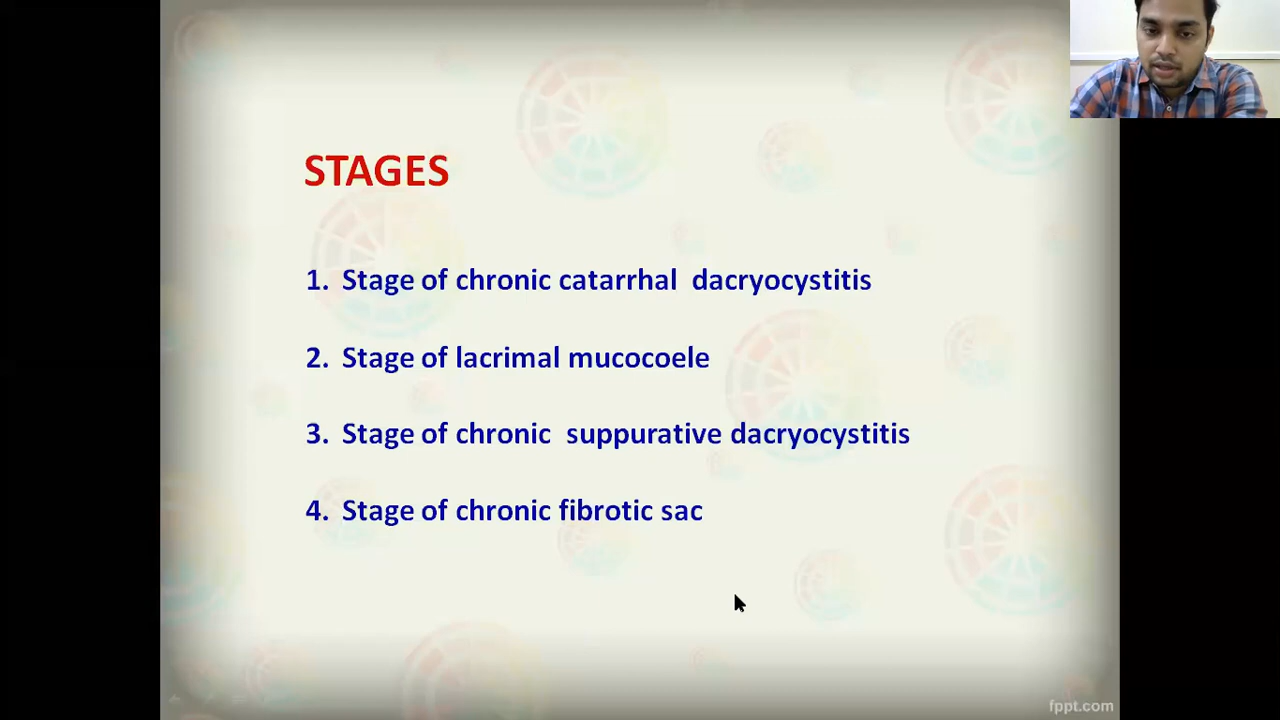 STAGES
1. Stage of chronic catarrhal dacryocystitis
2. Stage of lacrimal mucocoele
3. Stage of chronic suppurative dacryocystitis
4. Stage of chronic fibrotic sac
fppt.com